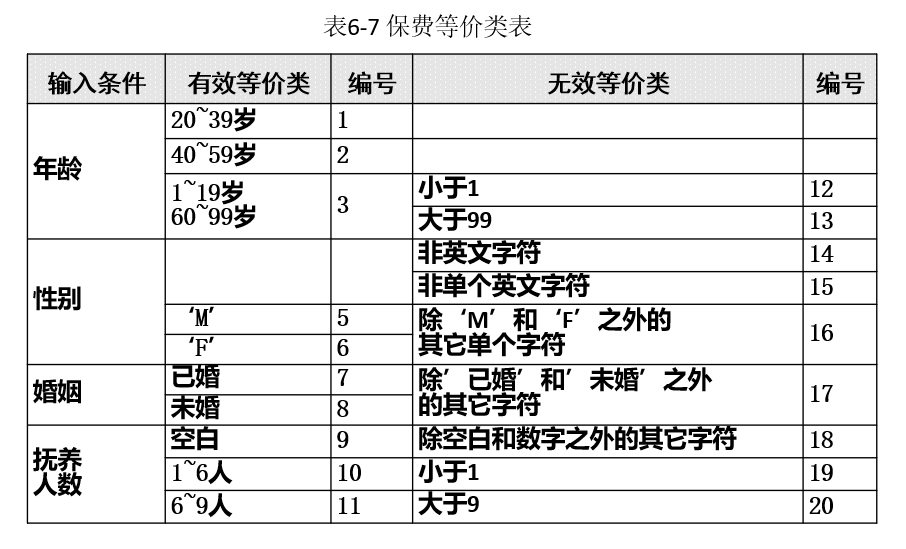 表6-7 保费等价类表
输入条件 有效等价类 编号 无效等价类 编号
年龄
20~39岁 1
40~59岁 2
1~19岁
60~99岁
3
小于1 12
大于99 13
性别
非英文字符 14
非单个英文字符 15
‘M’ 5
‘F’ 6
除‘M’和‘F’之外的
其它单个字符
16
婚姻
已婚 7
未婚 8
除’已婚’和’未婚’之外
的其它字符
17
抚养
人数
空白 9 除空白和数字之外的其它字符 18
1~6人 10 小于1 19
6~9人 11 大于9 20